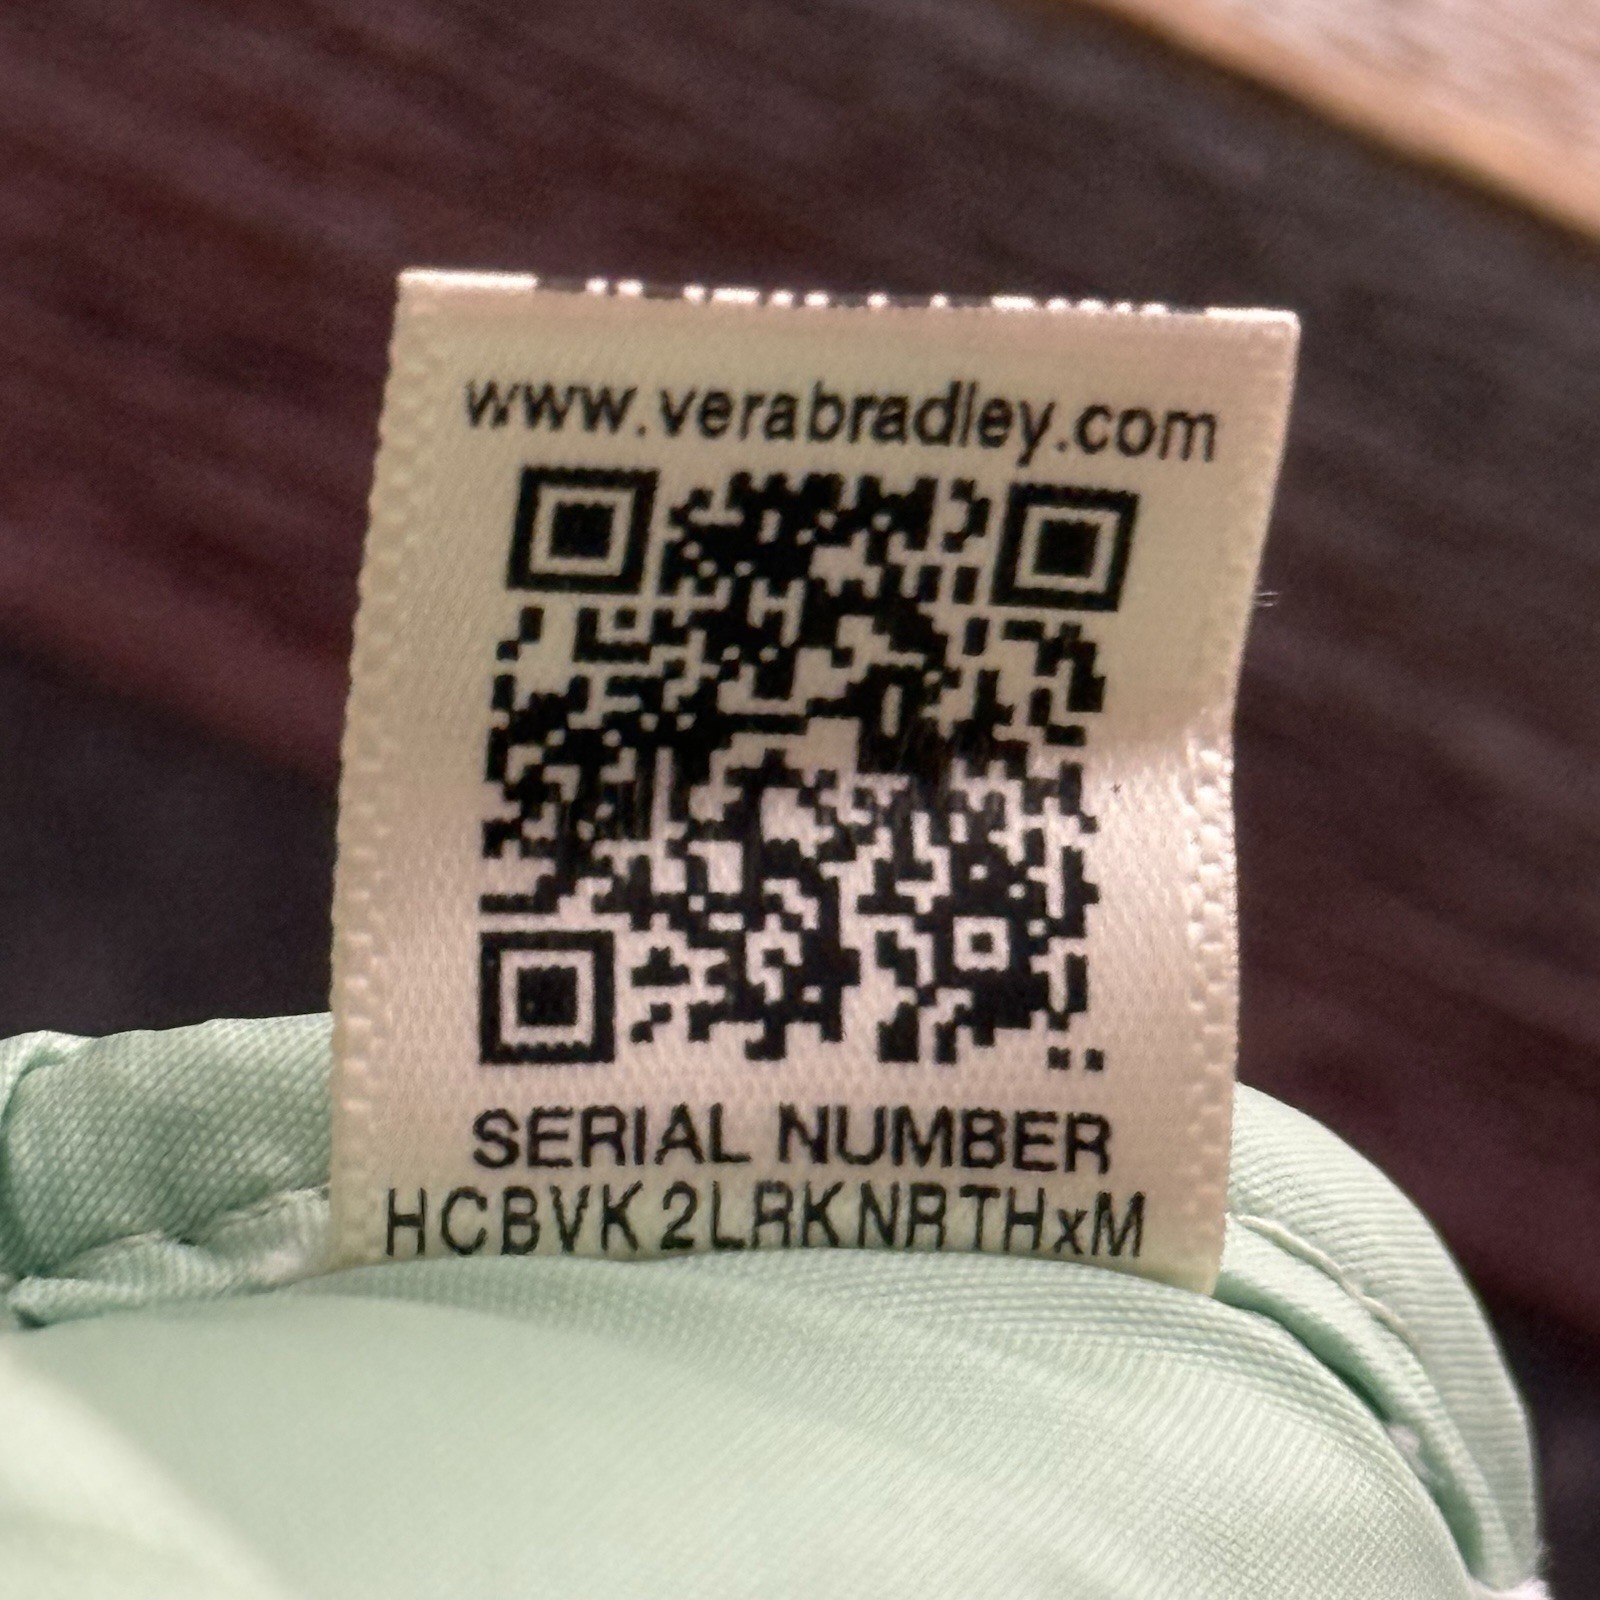 www.verabradley.com
SERIAL NUMBER
HCBVK2LRKNRTHxM